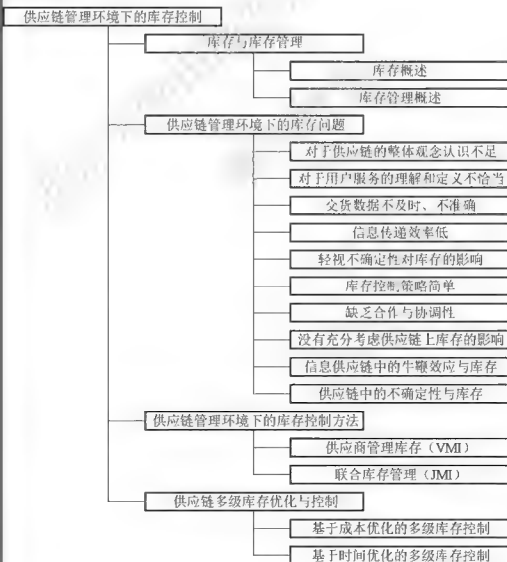 供应链管理环境下的库存控制
库存与库存管理
库存概述
库存管理概述
供应链管理环境下的库存问题
对于供应链的整体观念认识不足
对于用户服务的理解和定义不恰当
交货数据不及时、不准确
信息传递效率低
轻视不确定性对库存的影响
库存控制策略简单
缺乏合作与协调性
没有充分考虑供应链上库存的影响
信息供应链中的牛鞭效应与库存
供应链中的不确定性与库存
供应链管理环境下的库存控制方法
供应商管理库存（VMI）
联合库存管理（JMI）
供应链多级库存优化与控制
基于成本优化的多级库存控制
基于时间优化的多级库存控制